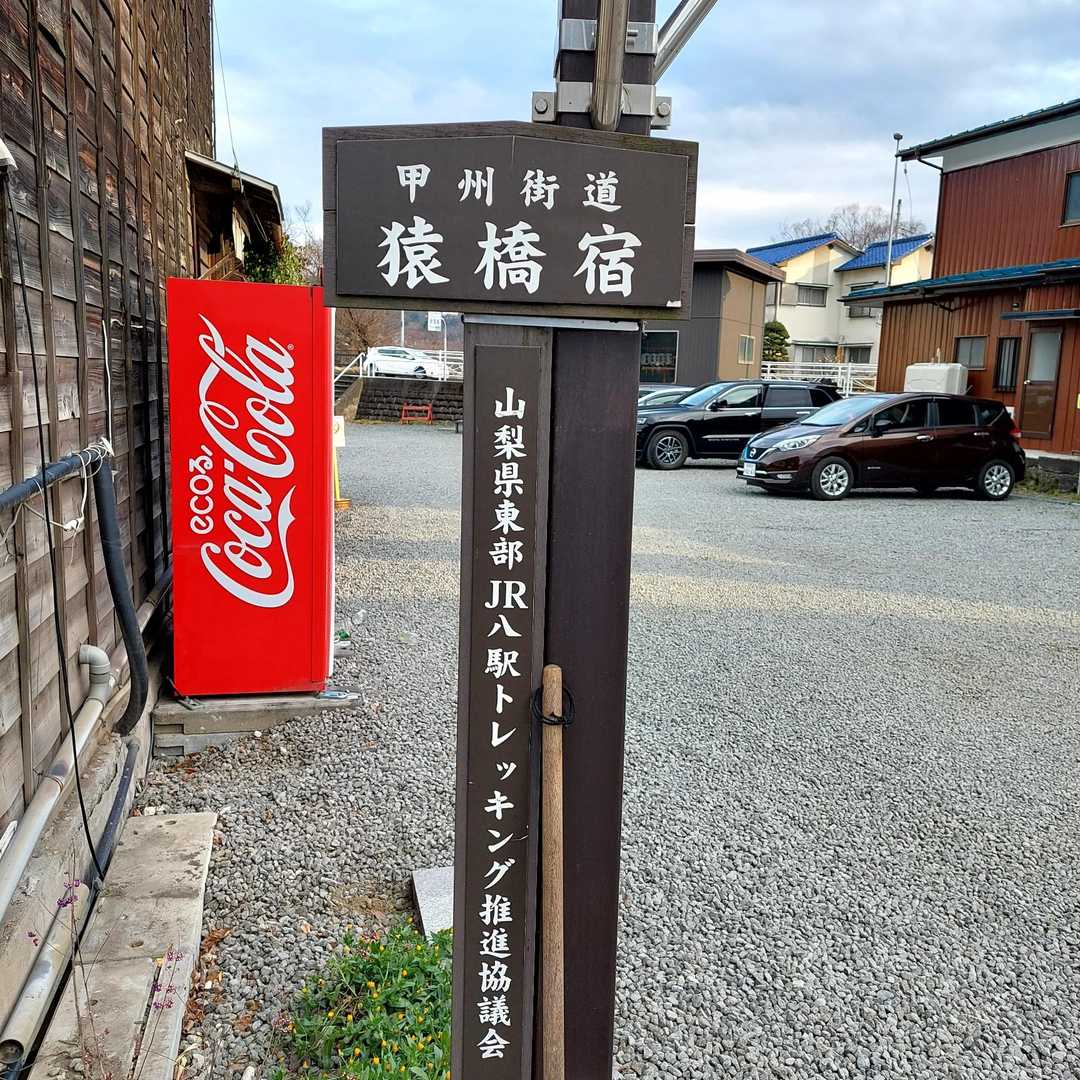 甲州街道
猿橋宿
山梨県東部JR八駅トレッキング推進協議会
ecoる/
Coca-Cola®